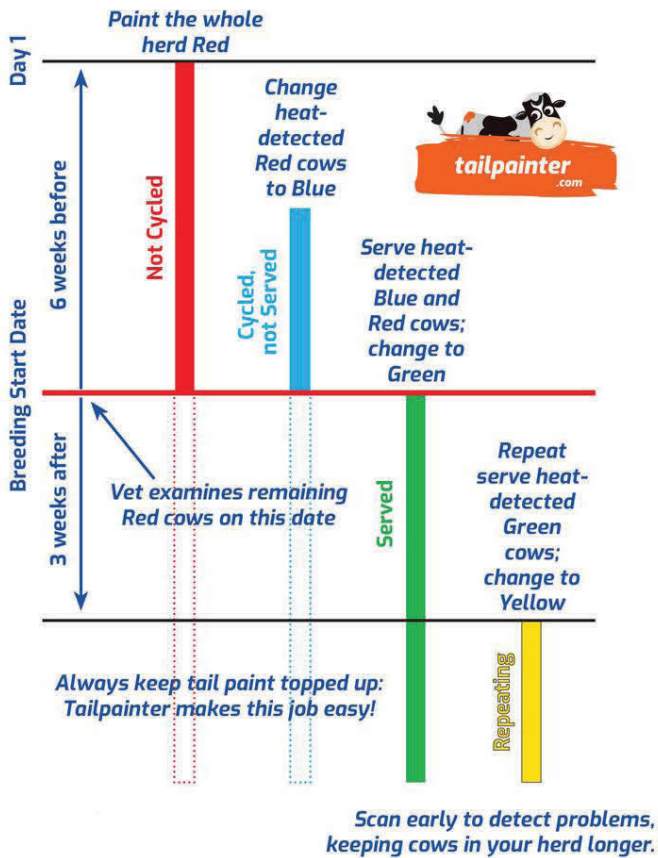 Paint the whole
herd Red
Day 1
Change
heat-
detected
Red cows
to Blue
tailpainter
.com
6 weeks before
Not Cycled
Cycled,
not Served
Serve heat-
detected
Blue and
Red cows;
change to
Green
Breeding Start Date
3 weeks after
Vet examines remaining
Red cows on this date
Served
Repeat
serve heat-
detected
Green
cows;
change to
Yellow
Always keep tail paint topped up:
Tailpainter makes this job easy!
Repeating
Scan early to detect problems,
keeping cows in your herd longer.